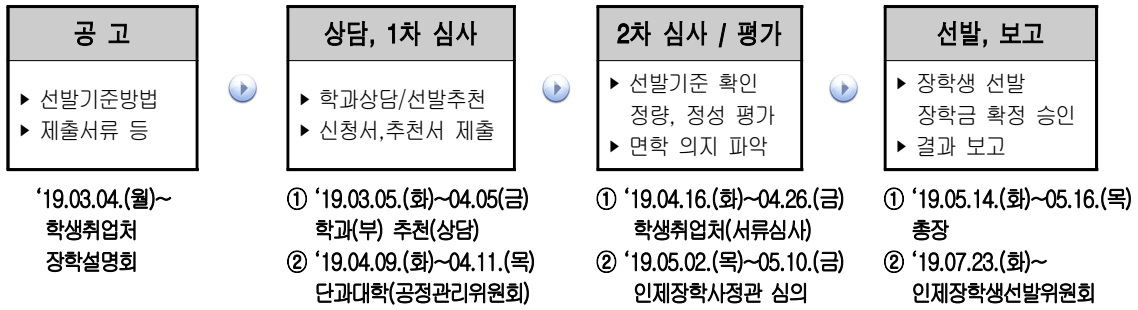 공 고
▶ 선발기준방법
▶ 제출서류 등
‘19.03.04.(월)~
학생취업처
장학설명회
상담, 1차 심사
▶ 학과상담/선발추천
▶ 신청서,추천서 제출
① ‘19.03.05.(화)~04.05(금)
학과(부) 추천(상담)
② ‘19.04.09.(화)~04.11.(목)
단과대학(공정관리위원회)
2차 심사 / 평가
▶ 선발기준 확인
정량, 정성 평가
▶ 면학 의지 파악
① ‘19.04.16.(화)~04.26.(금)
학생취업처(서류심사)
② ‘19.05.02.(목)~05.10.(금)
인제장학사정관 심의
선발, 보고
▶ 장학생 선발
장학금 확정 승인
▶ 결과 보고
① ‘19.05.14.(화)~05.16.(목)
총장
② ‘19.07.23.(화)~
인제장학생선발위원회